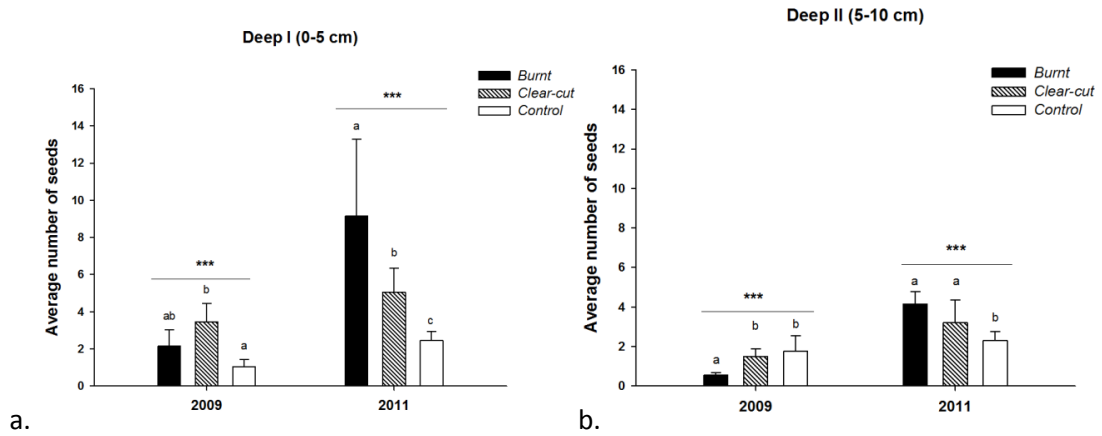 Deep I (0-5 cm)
Burnt
Clear-cut
Control
Average number of seeds
16
14
12
10
8
6
4
2
0
***
ab
b
a
***
a
b
c
2009
2011
a.
Deep II (5-10 cm)
Burnt
Clear-cut
Control
Average number of seeds
16
14
12
10
8
6
4
2
0
***
a
b
b
***
a
a
b
2009
2011
b.